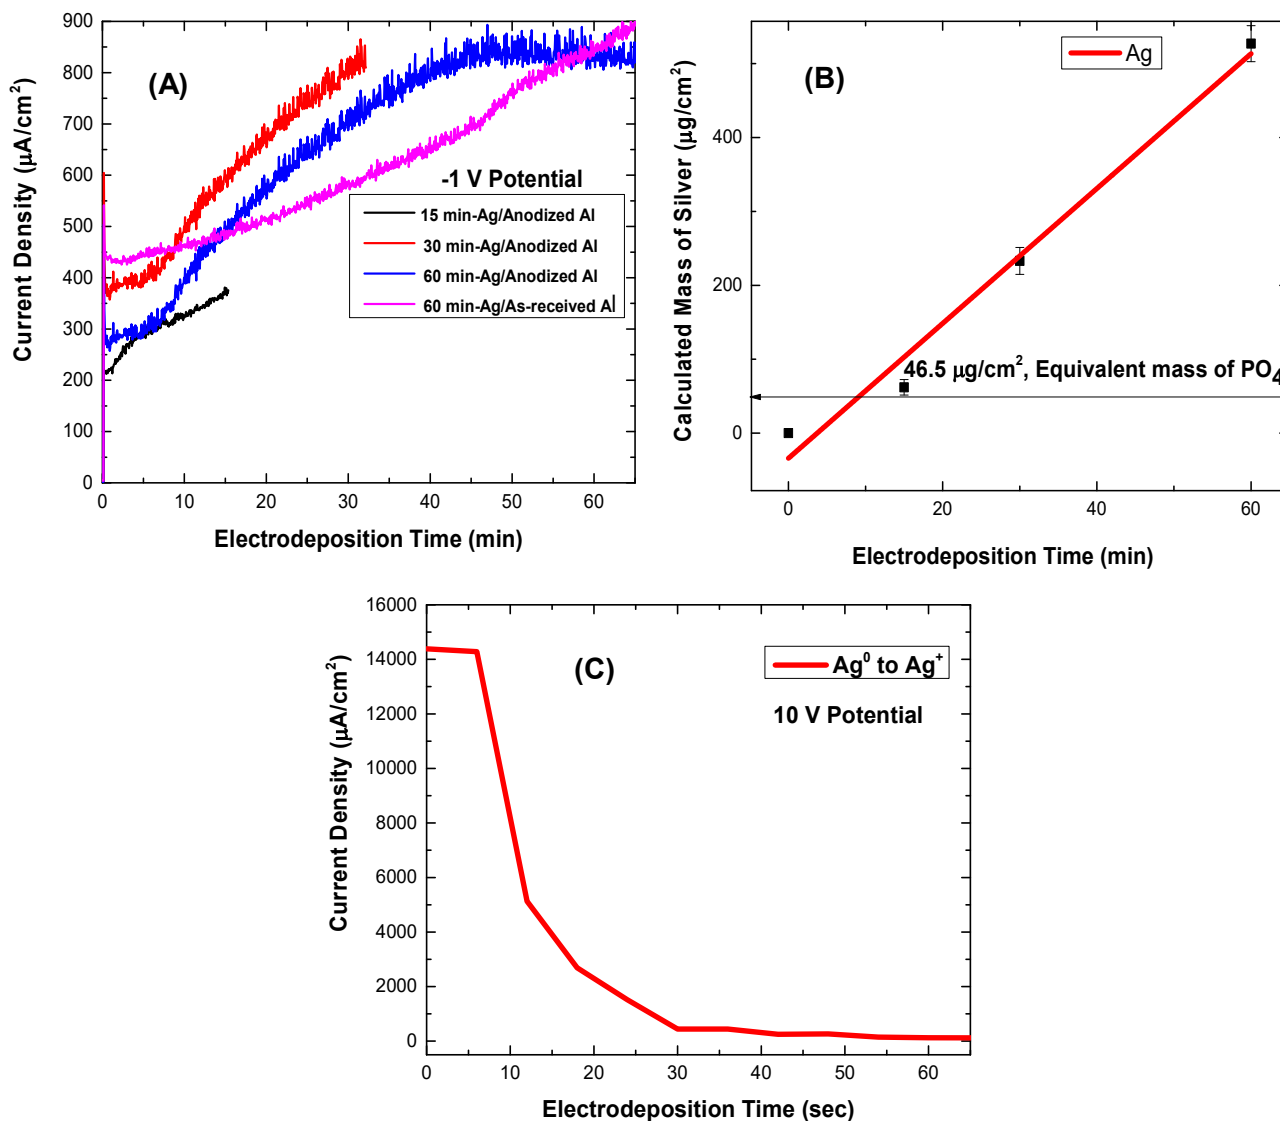 (A)
Current Density (µA/cm²)
900
800
700
600
500
400
300
200
100
0
-1 V Potential
15 min-Ag/Anodized Al
30 min-Ag/Anodized Al
60 min-Ag/Anodized Al
60 min-Ag/As-received Al
0 10 20 30 40 50 60
Electrodeposition Time (min)
(B)
Calculated Mass of Silver (µg/cm²)
400
200
0
Ag
46.5 µg/cm², Equivalent mass of PO₄
0 20 40 60
Electrodeposition Time (min)
(C)
Current Density (µA/cm²)
16000
14000
12000
10000
8000
6000
4000
2000
0
Ag⁰ to Ag⁺
10 V Potential
0 10 20 30 40 50 60
Electrodeposition Time (sec)